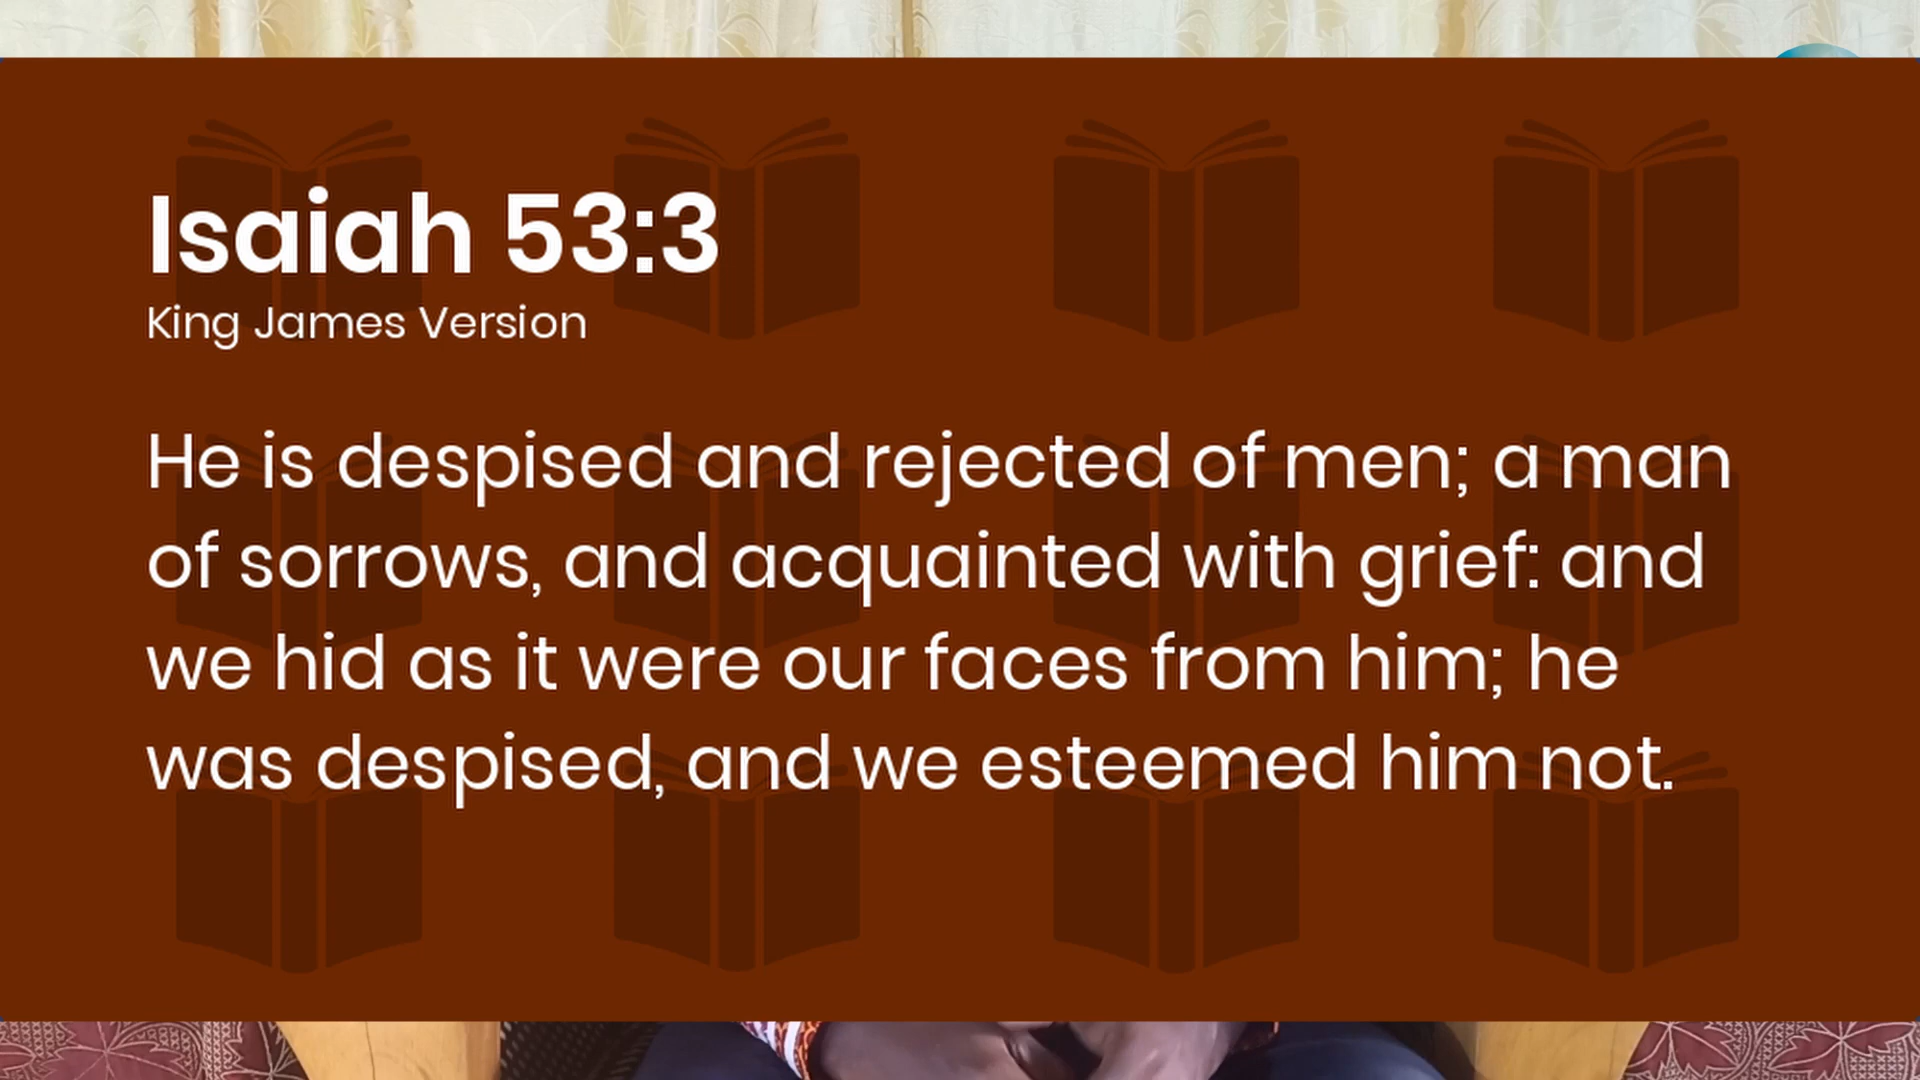 Isaiah 53:3
King James Version
He is despised and rejected of men; a man
of sorrows, and acquainted with grief: and
we hid as it were our faces from him; he
was despised, and we esteemed him not.